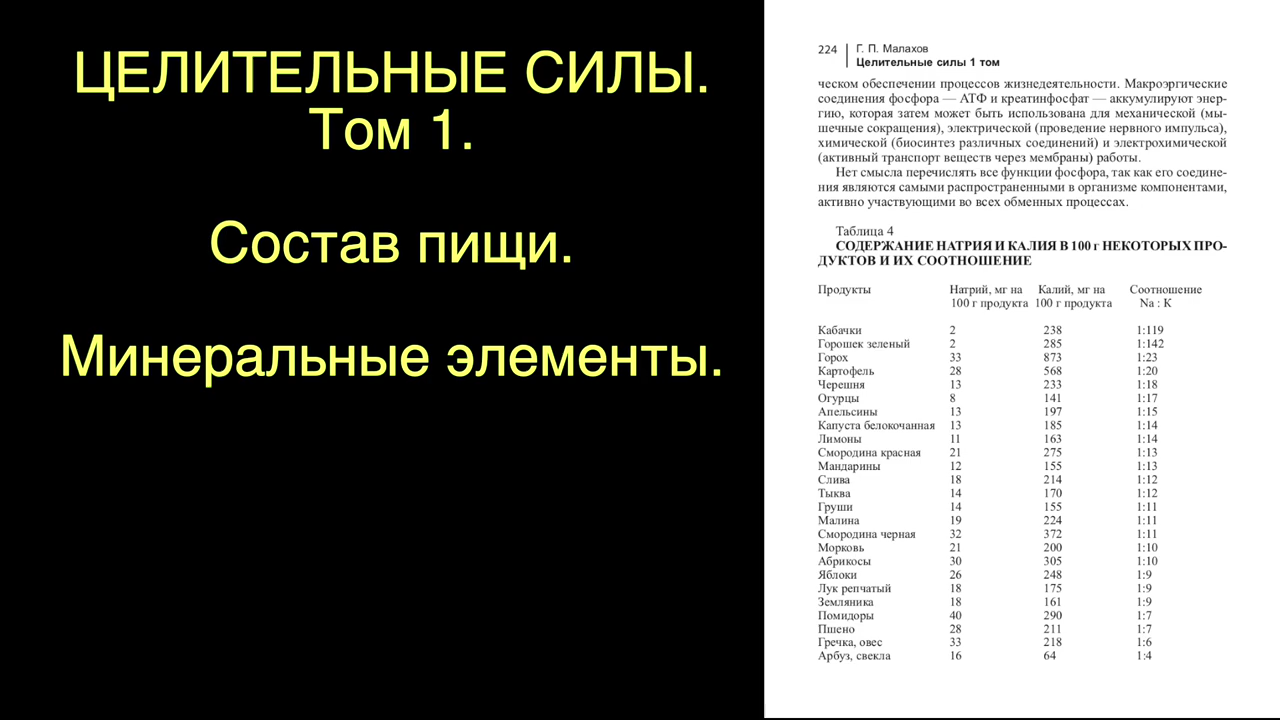 ЦЕЛИТЕЛЬНЫЕ СИЛЫ.
Том 1.
Состав пищи.
Минеральные элементы.
224 Г. П. Малахов
Целительные силы 1 том
ческом обеспечении процессов жизнедеятельности. Макроэргические
соединения фосфора — АТФ и креатинфосфат — аккумулируют энер-
гию, которая затем может быть использована для механической (мы-
шечные сокращения), электрической (проведение нервного импульса),
химической (биосинтез различных соединений) и электрохимической
(активный транспорт веществ через мембраны) работы.
Нет смысла перечислять все функции фосфора, так как его соедине-
ния являются самыми распространенными в организме компонентами,
активно участвующими во всех обменных процессах.
Таблица 4
СОДЕРЖАНИЕ НАТРИЯ И КАЛИЯ В 100 г НЕКОТОРЫХ ПРО-
ДУКТОВ И ИХ СООТНОШЕНИЕ
Продукты Натрий, мг на Калий, мг на Соотношение
100 г продукта 100 г продукта Na : K
Кабачки 2 238 1:119
Горошек зеленый 2 285 1:142
Горох 33 873 1:23
Картофель 28 568 1:20
Черешня 13 233 1:18
Огурцы 8 141 1:17
Апельсины 13 197 1:15
Капуста белокочанная 13 185 1:14
Лимоны 11 163 1:14
Смородина красная 21 275 1:13
Мандарины 12 155 1:13
Слива 18 214 1:12
Тыква 14 170 1:12
Груши 14 155 1:11
Малина 19 224 1:11
Смородина черная 32 372 1:11
Морковь 21 200 1:10
Абрикосы 30 305 1:10
Яблоки 26 248 1:9
Лук репчатый 18 175 1:9
Земляника 18 161 1:9
Помидоры 40 290 1:7
Пшено 28 211 1:7
Гречка, овес 33 218 1:6
Арбуз, свекла 16 64 1:4